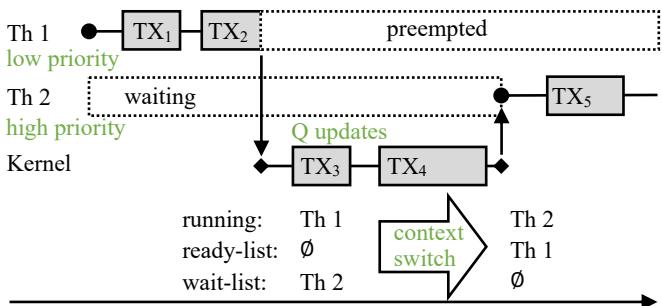 Th 1 TX₁ TX₂ preempted
low priority
Th 2 waiting TX₅
high priority
Q updates
Kernel TX₃ TX₄
running: Th 1 Th 2
ready-list: ∅ context Th 1
switch
wait-list: Th 2 ∅